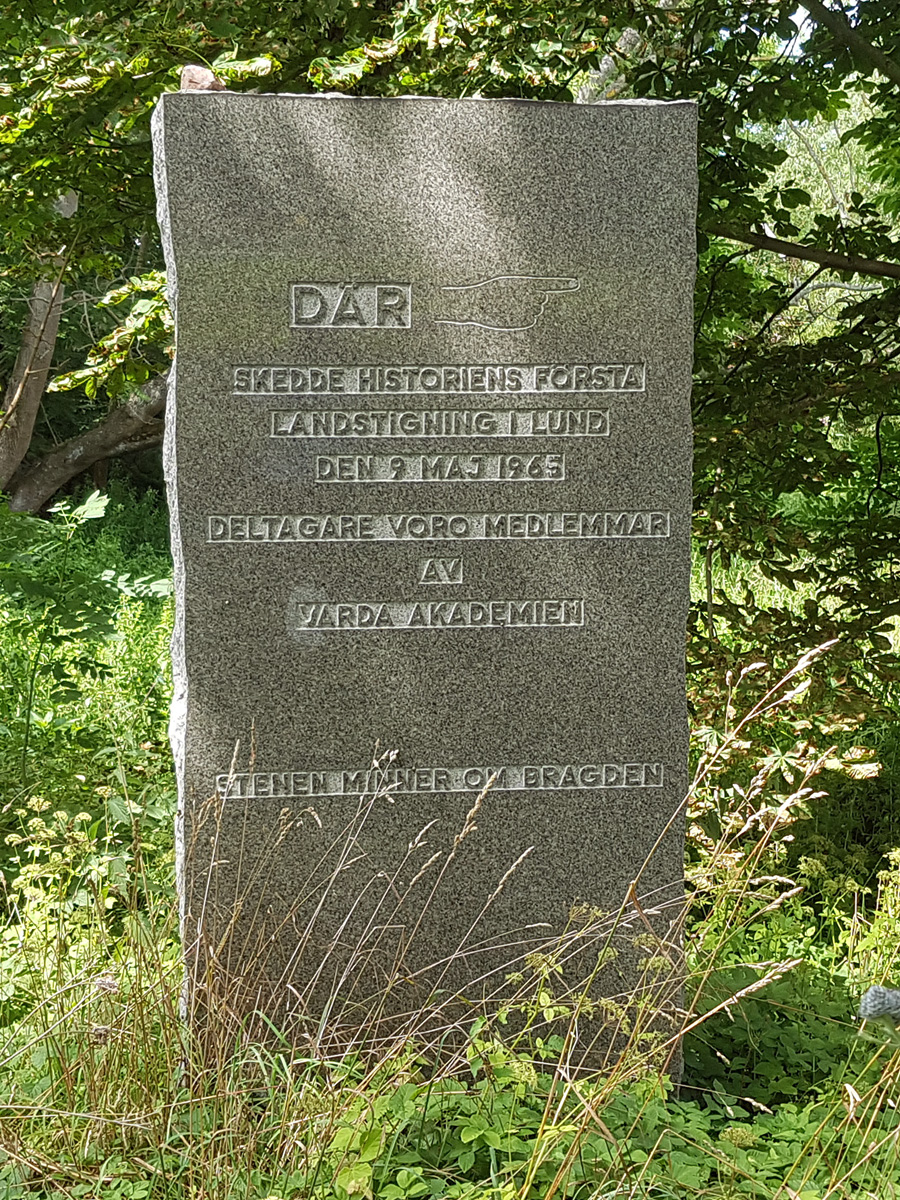 DÄR
SKEDDE HISTORIENS FÖRSTA
LANDSTIGNING I LUND
DEN 9 MAJ 1965
DELTAGARE VORO MEDLEMMAR
AV
VÅRDA AKADEMIEN
STENEN MINNER OM BRAGDEN